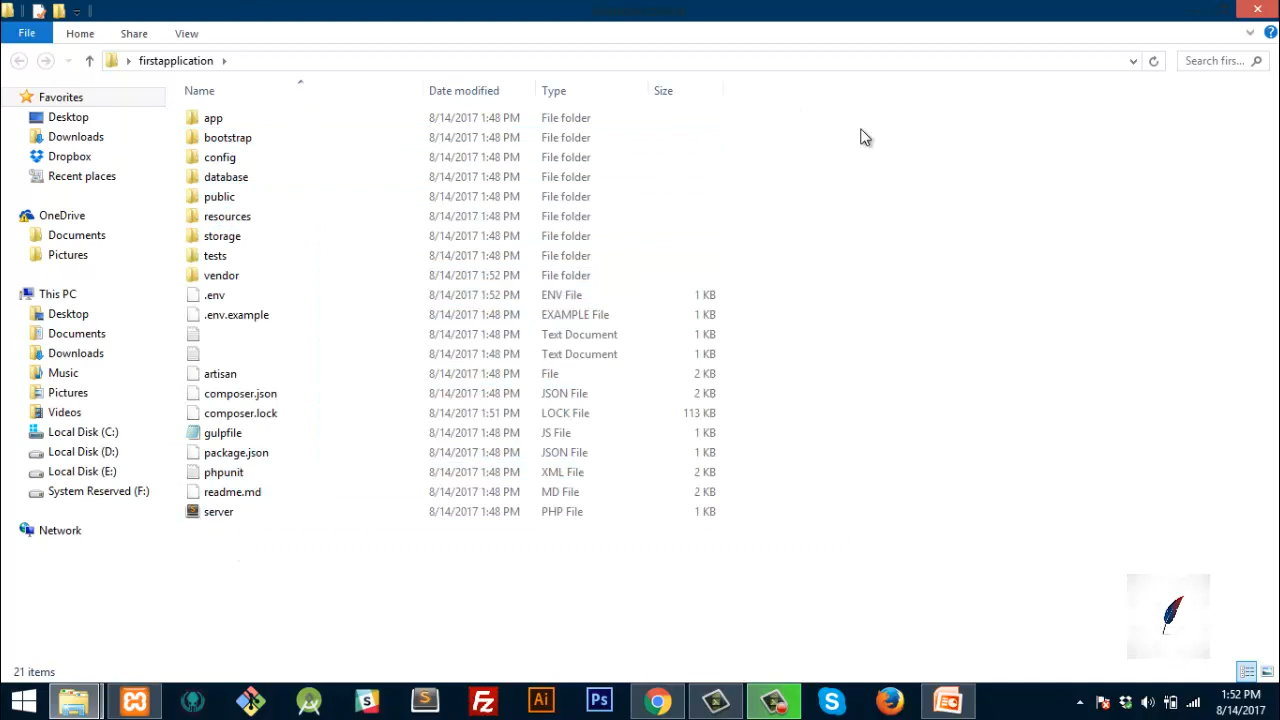 File Home Share View
firstapplication Search firs...
Name Date modified Type Size
Favorites
Desktop
Downloads
Dropbox
Recent places
OneDrive
Documents
Pictures
This PC
Desktop
Documents
Downloads
Music
Pictures
Videos
Local Disk (C:)
Local Disk (D:)
Local Disk (E:)
System Reserved (F:)
Network
app 8/14/2017 1:48 PM File folder
bootstrap 8/14/2017 1:48 PM File folder
config 8/14/2017 1:48 PM File folder
database 8/14/2017 1:48 PM File folder
public 8/14/2017 1:48 PM File folder
resources 8/14/2017 1:48 PM File folder
storage 8/14/2017 1:48 PM File folder
tests 8/14/2017 1:48 PM File folder
vendor 8/14/2017 1:52 PM File folder
.env 8/14/2017 1:52 PM ENV File 1 KB
.env.example 8/14/2017 1:48 PM EXAMPLE File 1 KB
8/14/2017 1:48 PM Text Document 1 KB
8/14/2017 1:48 PM Text Document 1 KB
artisan 8/14/2017 1:48 PM File 2 KB
composer.json 8/14/2017 1:48 PM JSON File 2 KB
composer.lock 8/14/2017 1:51 PM LOCK File 113 KB
gulpfile 8/14/2017 1:48 PM JS File 1 KB
package.json 8/14/2017 1:48 PM JSON File 1 KB
phpunit 8/14/2017 1:48 PM XML File 2 KB
readme.md 8/14/2017 1:48 PM MD File 2 KB
server 8/14/2017 1:48 PM PHP File 1 KB
21 items
Ai Ps
1:52 PM
8/14/2017